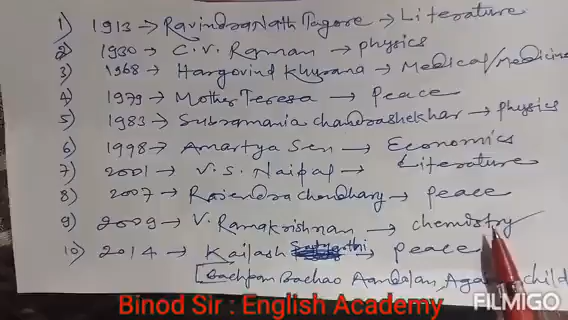 1) 1913 → Ravindra Nath Tagore → Literature
2) 1930 → C.V. Raman → physics
3) 1968 → Hargovind Khurana → Medical/Medicine
4) 1979 → Mother Teresa → Peace
5) 1983 → Subramania Chandrashekhar → physics
6) 1998 → Amartya Sen → Economics
7) 2001 → V.S. Naipal → Literature
8) 2007 → Rajendra Choudhary → peace
9) 2009 → V. Ramakrishnan → chemistry
10) 2014 → Kailash → peace
Bachpan Bachao Aandolan, child
Binod Sir : English Academy
FILMIGO